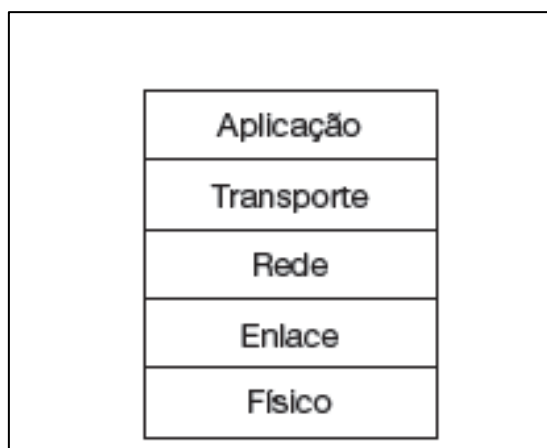 Aplicação
Transporte
Rede
Enlace
Físico